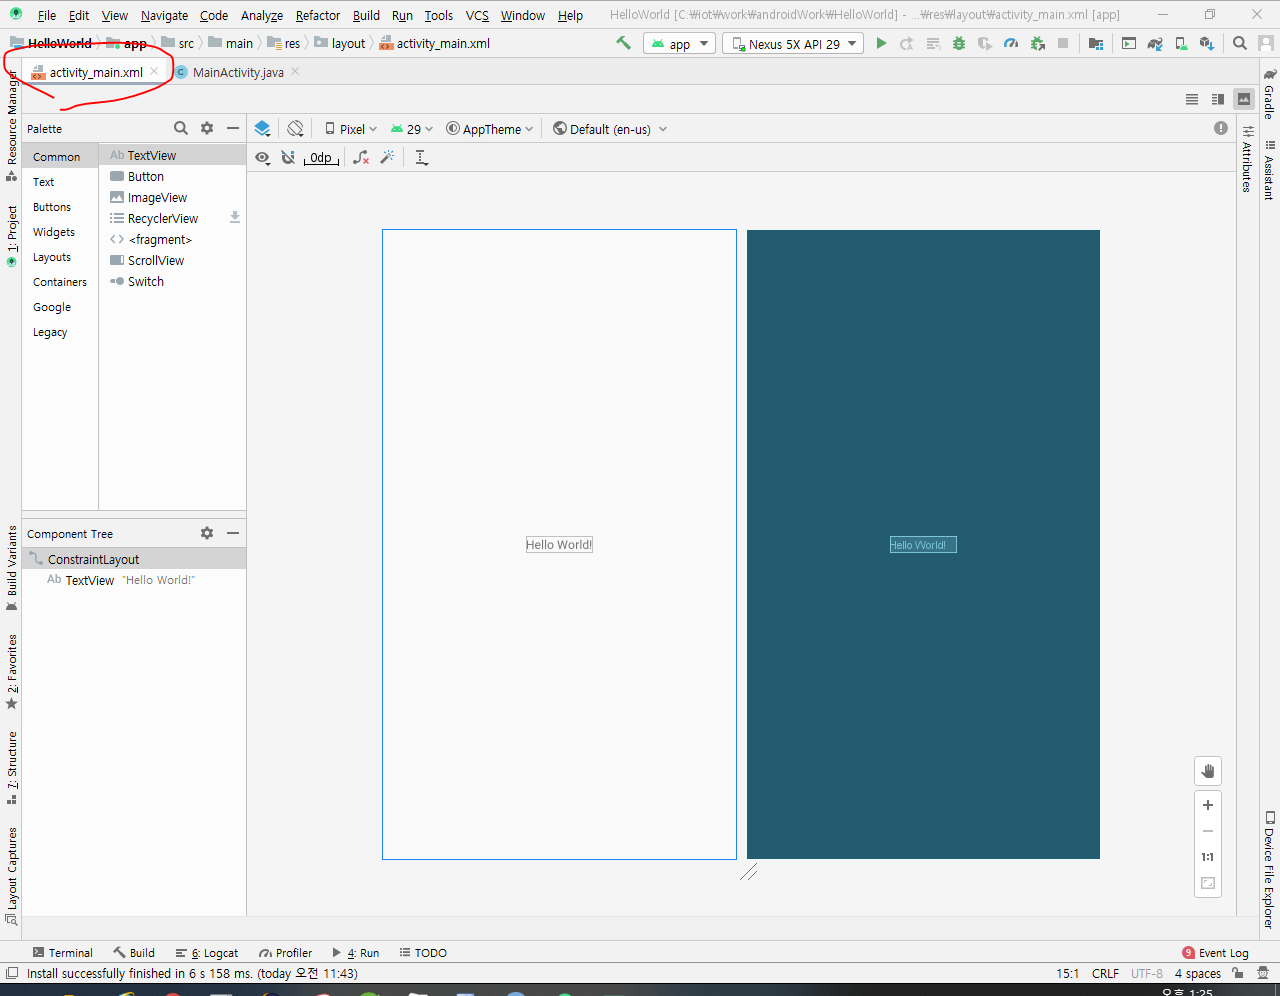 File Edit View Navigate Code Analyze Refactor Build Run Tools VCS Window Help HelloWorld [C:₩iot₩work₩androidWork₩HelloWorld] - ...₩res₩layout₩activity_main.xml [app]
HelloWorld app src main res layout activity_main.xml app Nexus 5X API 29
activity_main.xml MainActivity.java
Resource Manager
1: Project
Build Variants
2: Favorites
7: Structure
Layout Captures
Palette
Common
Text
Buttons
Widgets
Layouts
Containers
Google
Legacy
Ab TextView
Button
ImageView
RecyclerView
<> <fragment>
ScrollView
Switch
Component Tree
ConstraintLayout
Ab TextView "Hello World!"
Pixel 29 AppTheme Default (en-us)
0dp
Hello World!
Hello World!
1:1
Attributes
Gradle
Assistant
Device File Explorer
Terminal Build 6: Logcat Profiler 4: Run TODO 9 Event Log
Install successfully finished in 6 s 158 ms. (today 오전 11:43) 15:1 CRLF UTF-8 4 spaces
오후 1:25